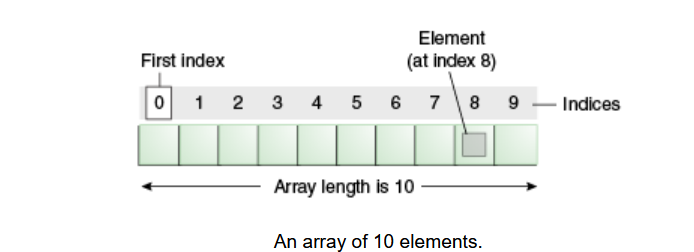 Element
First index (at index 8)
0 1 2 3 4 5 6 7 8 9 Indices
Array length is 10
An array of 10 elements.